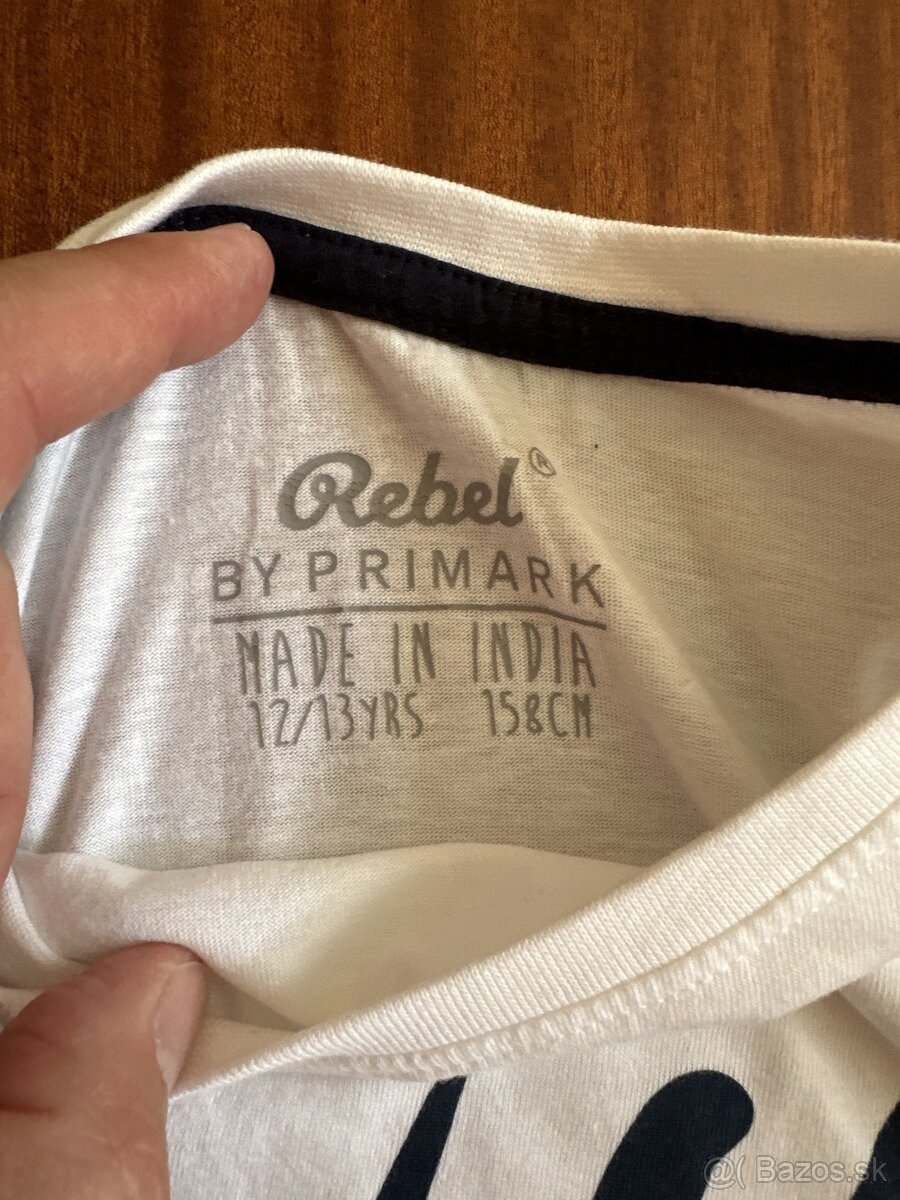 Rebel®
BY PRIMARK
MADE IN INDIA
12/13YRS 158CM
@( Bazos.sk